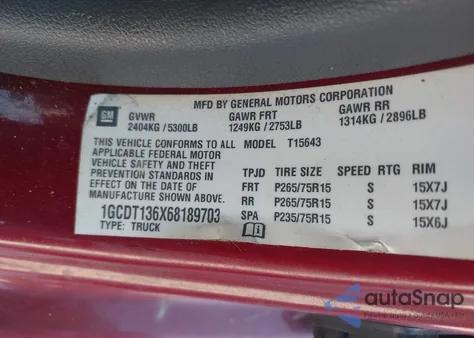 MFD BY GENERAL MOTORS CORPORATION
GM
GVWR GAWR FRT GAWR RR
2404KG / 5300LB 1249KG / 2753LB 1314KG / 2896LB
THIS VEHICLE CONFORMS TO ALL MODEL T15643
APPLICABLE FEDERAL MOTOR
VEHICLE SAFETY AND THEFT TPJD TIRE SIZE SPEED RTG RIM
PREVENTION STANDARDS IN FRT P265/75R15 S 15X7J
EFFECT ON THE DATE OF
MANUFACTURE SHOWN ABOVE. RR P265/75R15 S 15X7J
1GCDT136X68189703 SPA P235/75R15 S 15X6J
TYPE: TRUCK
autoSnap